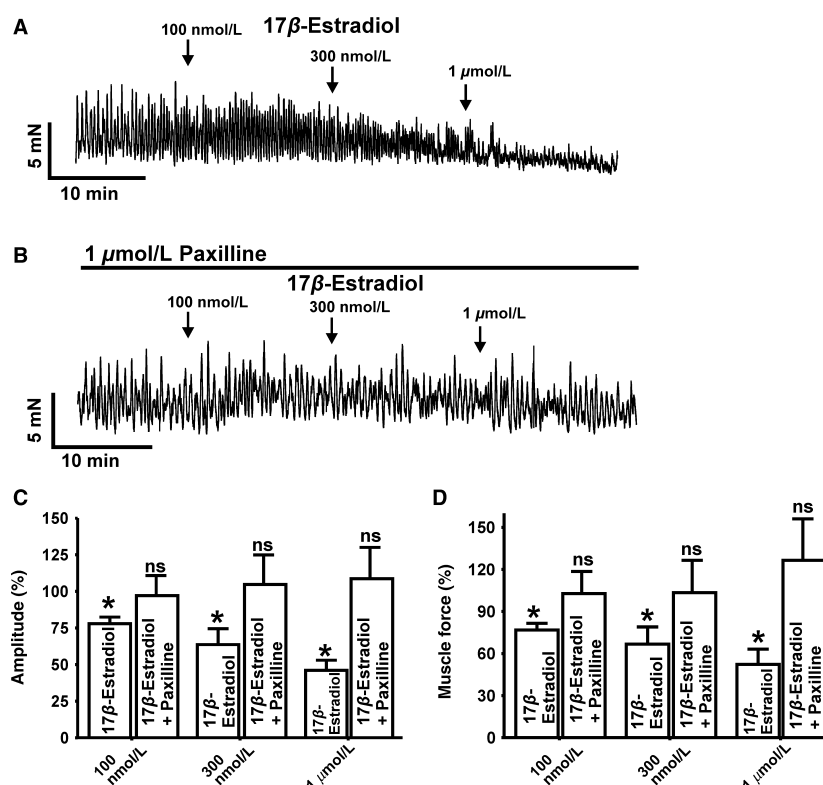 A
17β-Estradiol
100 nmol/L
300 nmol/L
1 µmol/L
5 mN
10 min
B
1 µmol/L Paxilline
17β-Estradiol
100 nmol/L
300 nmol/L
1 µmol/L
5 mN
10 min
C
Amplitude (%)
150
125
100
75
50
25
0
*
ns
*
ns
*
ns
17β-Estradiol
17β-Estradiol
+ Paxilline
17β-
Estradiol
17β-Estradiol
+ Paxilline
17β-
Estradiol
17β-Estradiol
+ Paxilline
100
nmol/L
300
nmol/L
1 µmol/L
D
Muscle force (%)
150
120
90
60
30
0
*
ns
*
ns
*
ns
17β-
Estradiol
17β-Estradiol
+ Paxilline
17β-
Estradiol
17β-Estradiol
+ Paxilline
17β-
Estradiol
17β-Estradiol
+ Paxilline
100
nmol/L
300
nmol/L
1 µmol/L